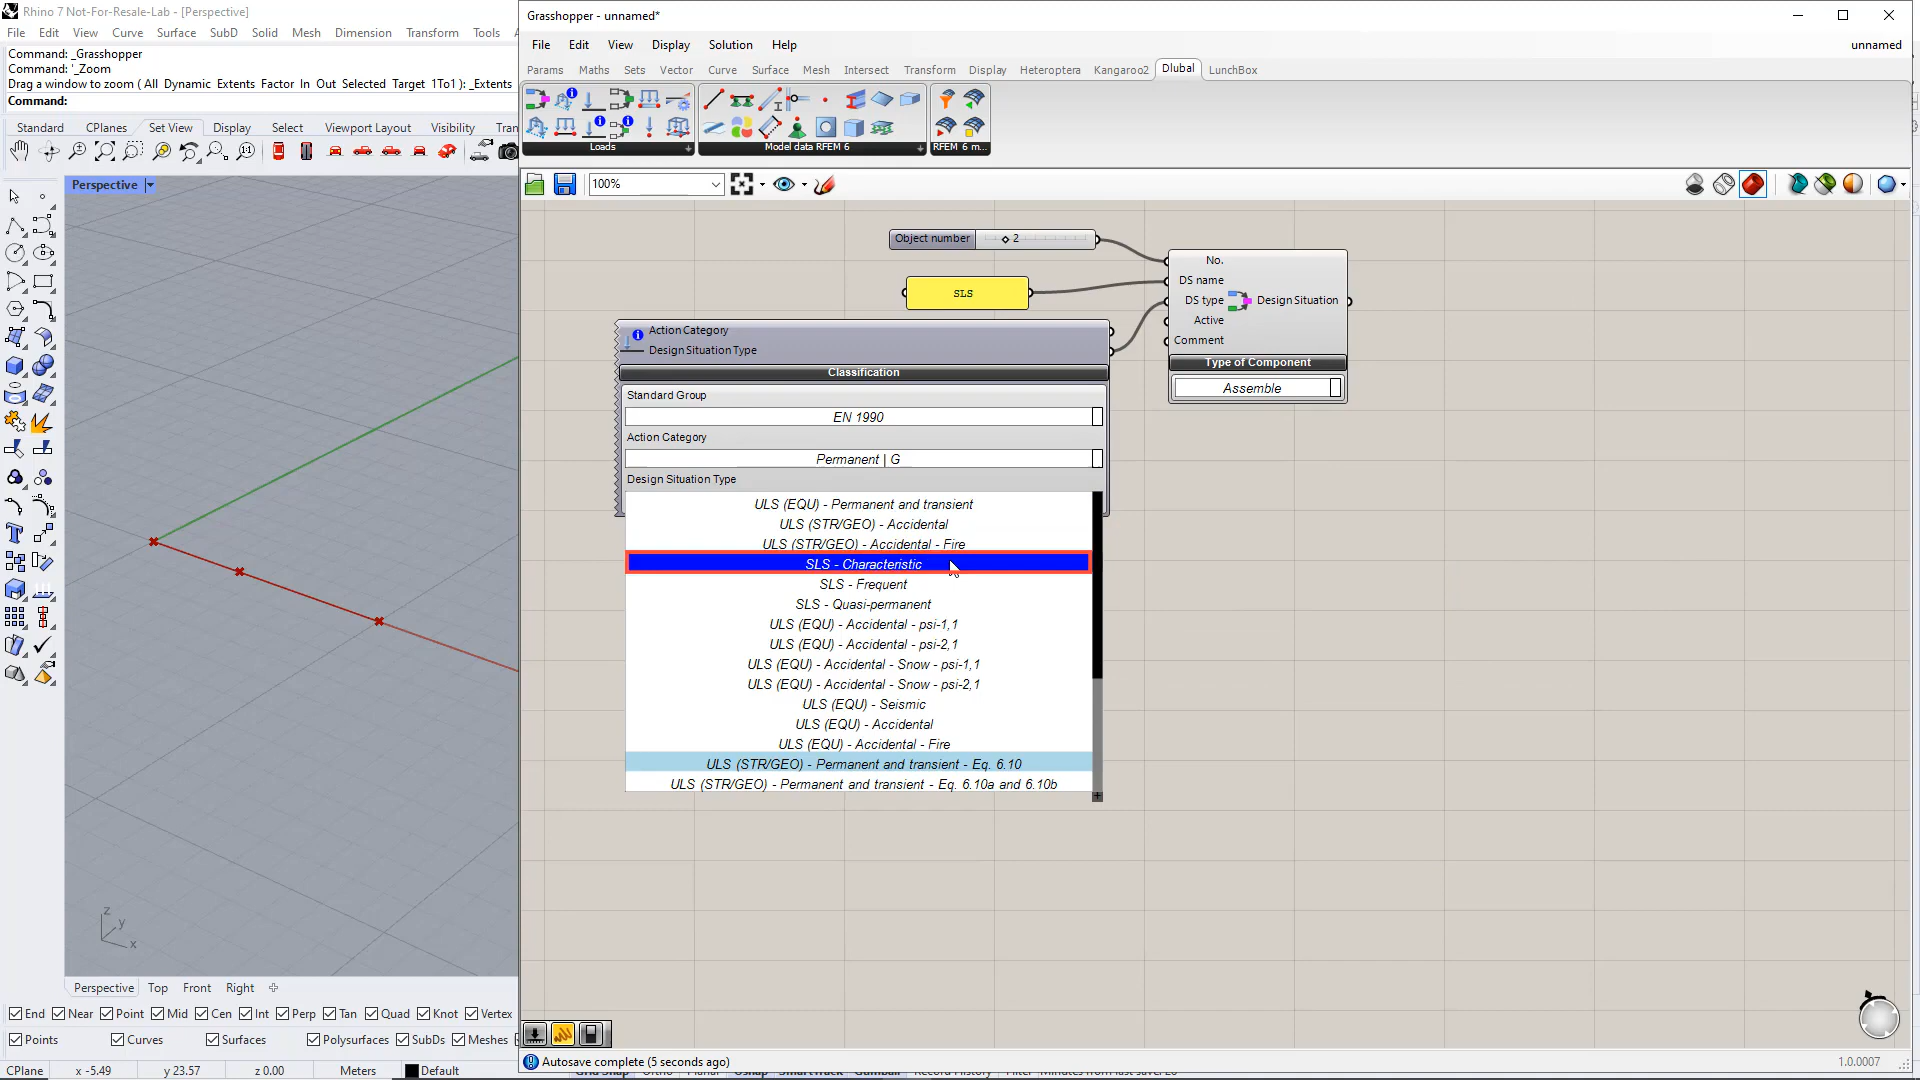 Rhino 7 Not-For-Resale-Lab - [Perspective]
File Edit View Curve Surface SubD Solid Mesh Dimension Transform Tools
Command: _Grasshopper
Command: '_Zoom
Drag a window to zoom ( All Dynamic Extents Factor In Out Selected Target 1To1 ): _Extents
Command:
Standard CPlanes Set View Display Select Viewport Layout Visibility Tran
Perspective
z
y
x
Perspective Top Front Right
End Near Point Mid Cen Int Perp Tan Quad Knot Vertex
Points Curves Surfaces Polysurfaces SubDs Meshes
CPlane x -5.49 y 23.57 z 0.00 Meters Default
Grasshopper - unnamed*
File Edit View Display Solution Help unnamed
Params Maths Sets Vector Curve Surface Mesh Intersect Transform Display Heteroptera Kangaroo2 Dlubal LunchBox
Loads Model data RFEM 6 RFEM 6 m...
100%
Object number 2
SLS
No.
DS name
DS type Design Situation
Active
Comment
Type of Component
Assemble
Action Category
Design Situation Type
Classification
Standard Group
EN 1990
Action Category
Permanent | G
Design Situation Type
ULS (EQU) - Permanent and transient
ULS (STR/GEO) - Accidental
ULS (STR/GEO) - Accidental - Fire
SLS - Characteristic
SLS - Frequent
SLS - Quasi-permanent
ULS (EQU) - Accidental - psi-1,1
ULS (EQU) - Accidental - psi-2,1
ULS (EQU) - Accidental - Snow - psi-1,1
ULS (EQU) - Accidental - Snow - psi-2,1
ULS (EQU) - Seismic
ULS (EQU) - Accidental
ULS (EQU) - Accidental - Fire
ULS (STR/GEO) - Permanent and transient - Eq. 6.10
ULS (STR/GEO) - Permanent and transient - Eq. 6.10a and 6.10b
Autosave complete (5 seconds ago) 1.0.0007